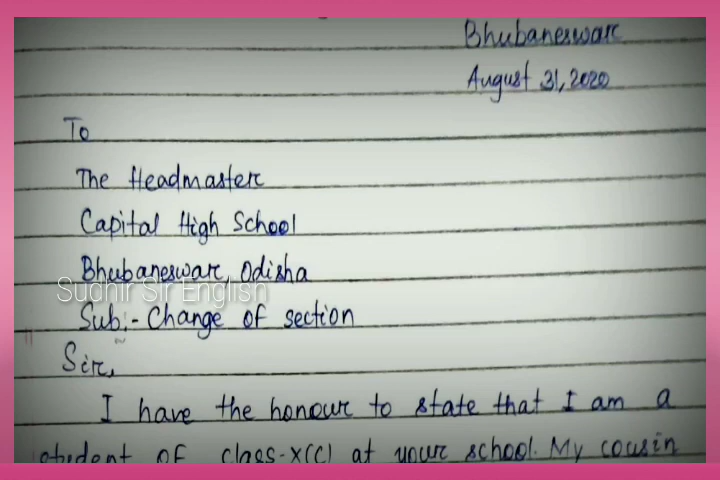 Bhubaneswar
August 31, 2020
To
The Headmaster
Capital High School
Bhubaneswar, Odisha
Sudhir Sir English
Sub:- Change of section
Sir,
I have the honour to state that I am a
student of class-X(C) at your school. My cousin